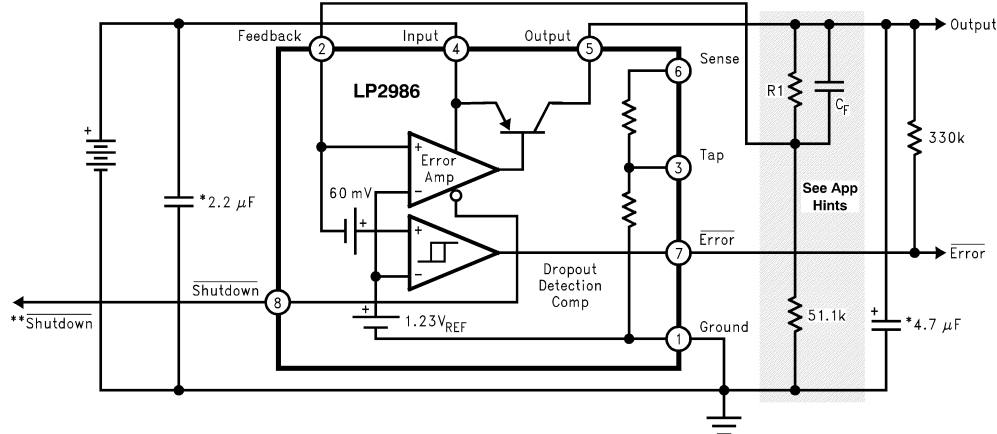 Feedback
2
Input
4
Output
5
Output
LP2986
6
Sense
R1
CF
330k
+
+
Error
Amp
−
Tap
3
60 mV
+
See App
Hints
*2.2 μF
+
Error
7
Error
Shutdown
8
−
Dropout
Detection
Comp
**Shutdown
+
1.23VREF
51.1k
+
*4.7 μF
Ground
1